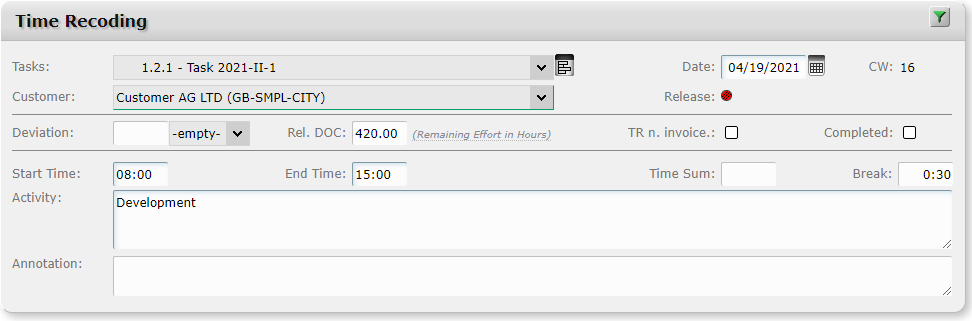 Time Recoding
Tasks: 1.2.1 - Task 2021-II-1 Date: 04/19/2021 CW: 16
Customer: Customer AG LTD (GB-SMPL-CITY) Release:
Deviation: -empty- Rel. DOC: 420.00 (Remaining Effort in Hours) TR n. invoice.: Completed:
Start Time: 08:00 End Time: 15:00 Time Sum: Break: 0:30
Activity: Development
Annotation: